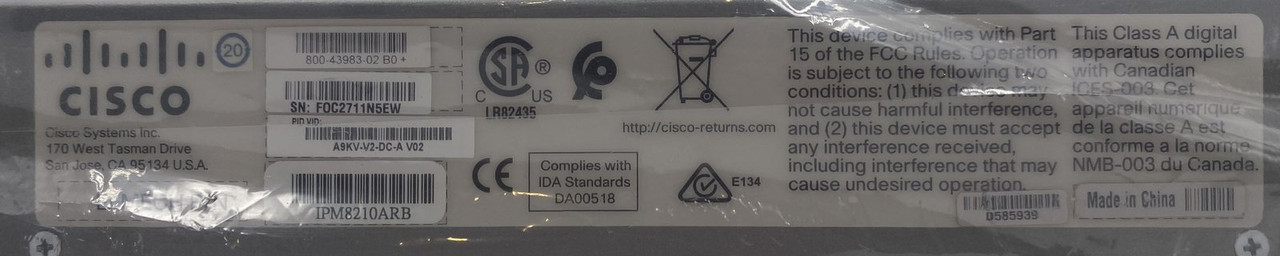 20
CISCO
Cisco Systems Inc.
170 West Tasman Drive
San Jose, CA 95134 U.S.A.
800-43983-02 B0 +
SN: FOC2711N5EW
PID VID:
A9KV-V2-DC-A V02
IPM8210ARB
SA ®
C US
LR82435
http://cisco-returns.com
CE
Complies with
IDA Standards
DA00518
E134
This device complies with Part
15 of the FCC Rules. Operation
is subject to the following two
conditions: (1) this device may
not cause harmful interference,
and (2) this device must accept
any interference received,
including interference that may
cause undesired operation.
D585939
This Class A digital
apparatus complies
with Canadian
ICES-003. Cet
appareil numérique
de la classe A est
conforme a la norme
NMB-003 du Canada.
Made in China